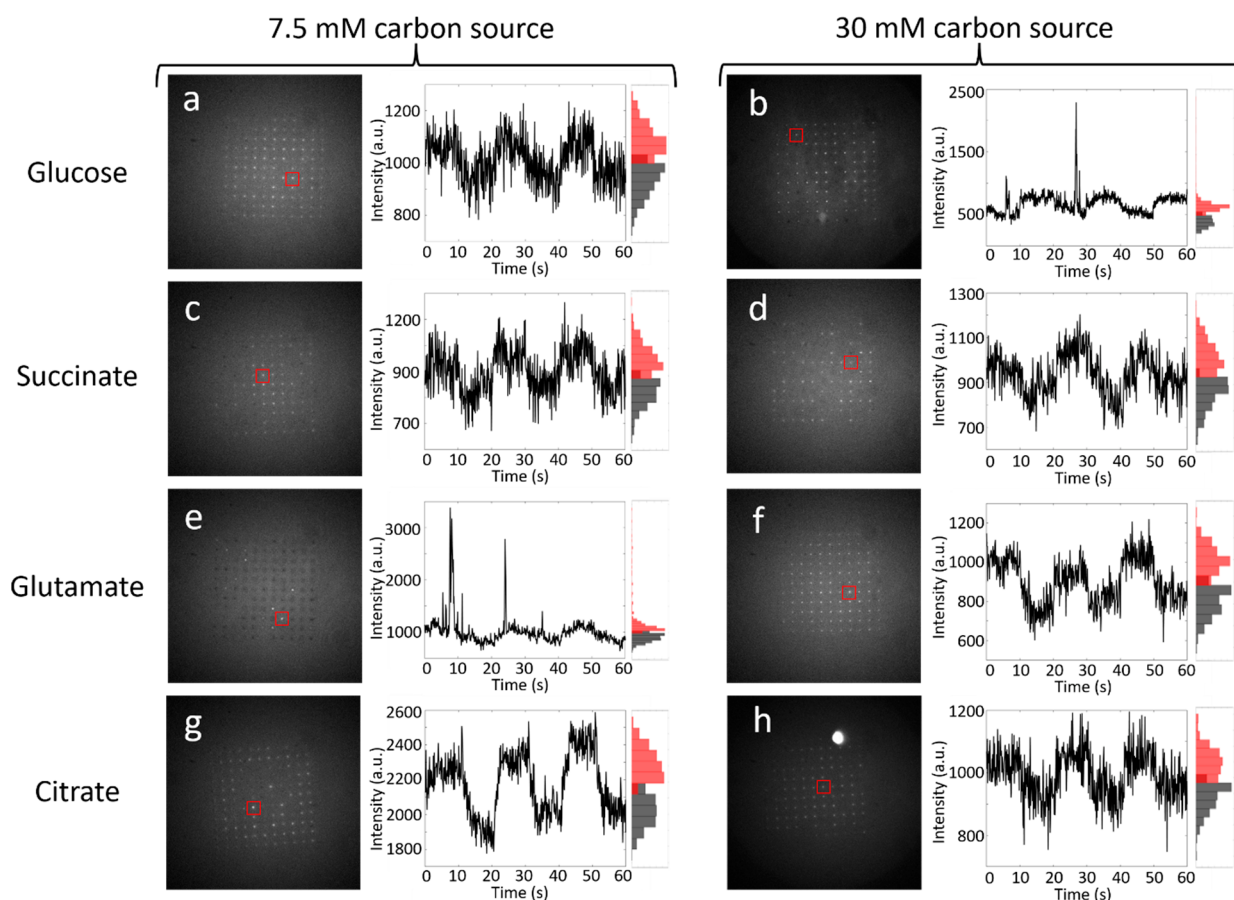 7.5 mM carbon source
30 mM carbon source
Glucose
a
Intensity (a.u.)
1200
1000
800
0 10 20 30 40 50 60
Time (s)
b
Intensity (a.u.)
2500
1500
500
0 10 20 30 40 50 60
Time (s)
Succinate
c
Intensity (a.u.)
1200
900
700
0 10 20 30 40 50 60
Time (s)
d
Intensity (a.u.)
1300
1100
900
700
0 10 20 30 40 50 60
Time (s)
Glutamate
e
Intensity (a.u.)
3000
2000
1000
0 10 20 30 40 50 60
Time (s)
f
Intensity (a.u.)
1200
1000
800
600
0 10 20 30 40 50 60
Time (s)
Citrate
g
Intensity (a.u.)
2600
2400
2200
2000
1800
0 10 20 30 40 50 60
Time (s)
h
Intensity (a.u.)
1200
1000
800
0 10 20 30 40 50 60
Time (s)